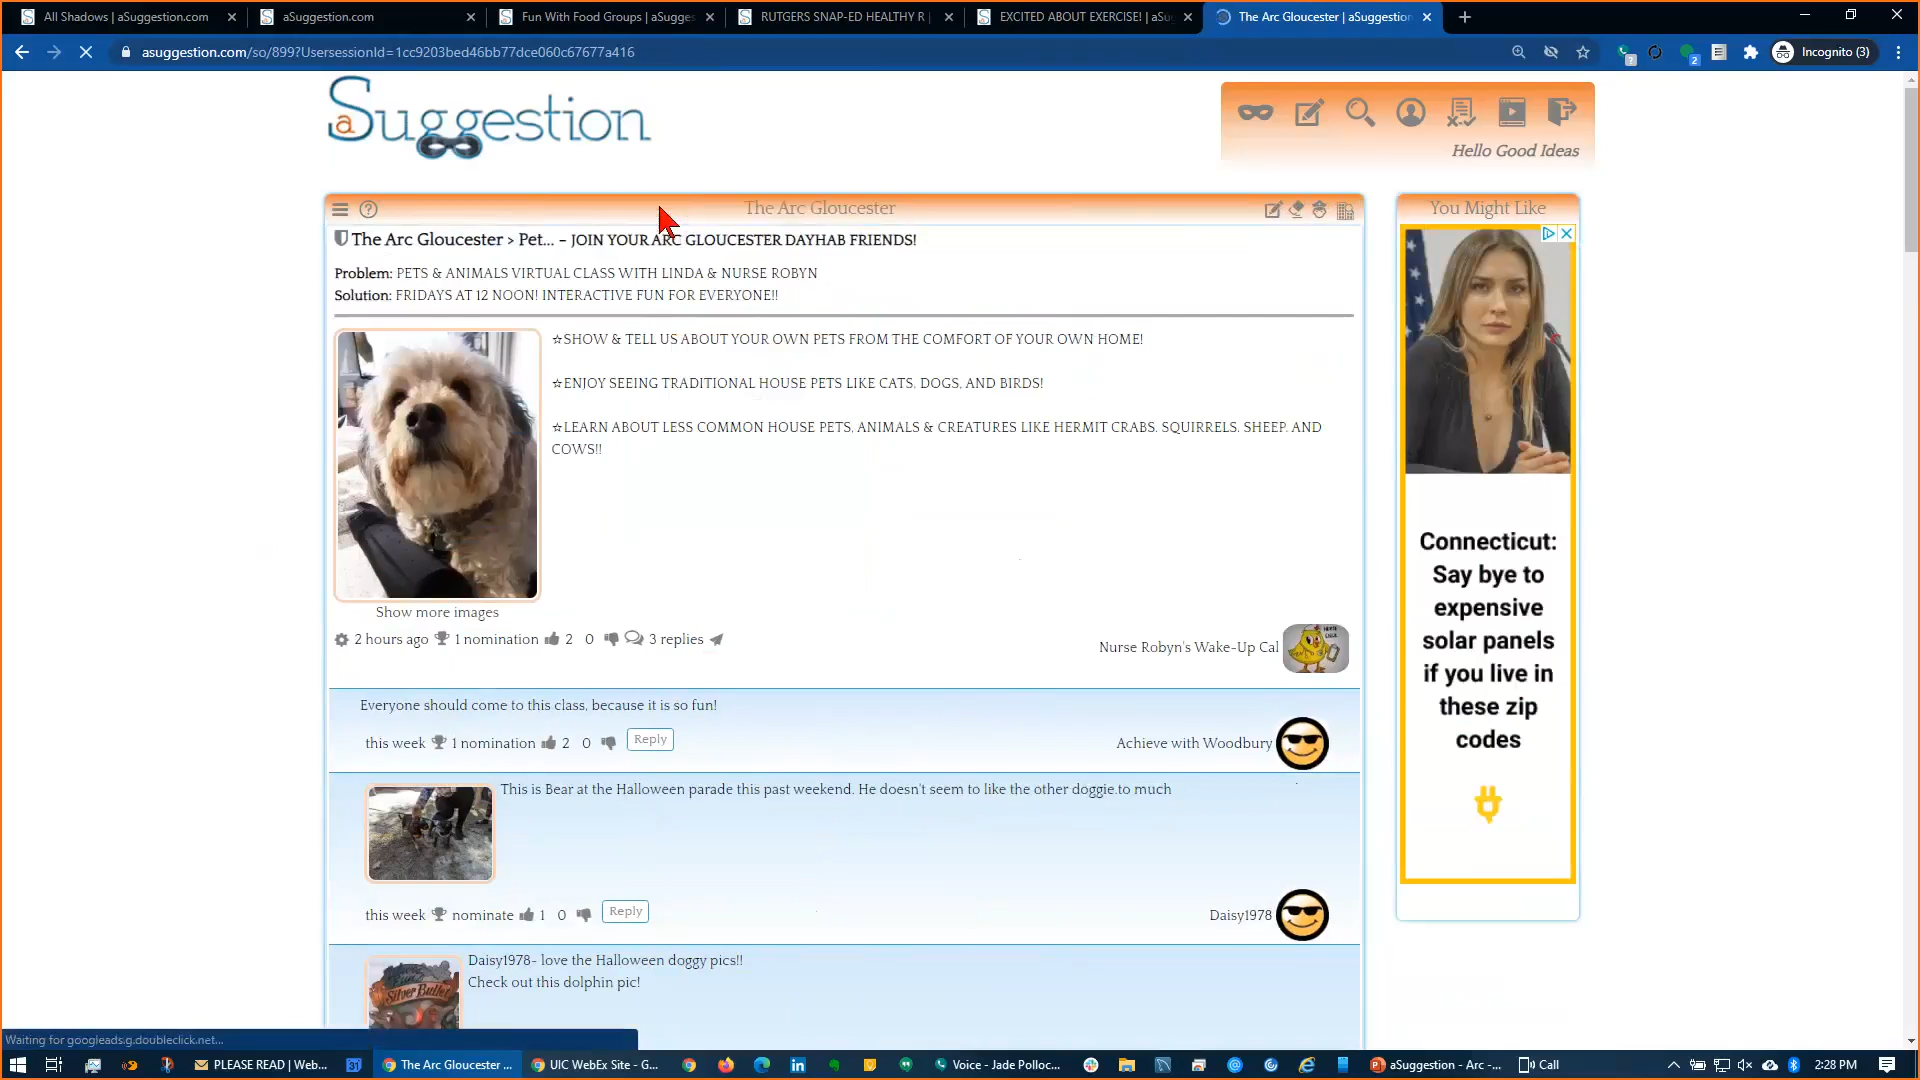 All Shadows | aSuggestion.com
aSuggestion.com
Fun With Food Groups | aSugges
RUTGERS SNAP-ED HEALTHY R |
EXCITED ABOUT EXERCISE! | aSu
The Arc Gloucester | aSuggestion
asuggestion.com/so/899?UsersessionId=1cc9203bed46bb77dce060c67677a416
Incognito (3)
aSuggestion
Hello Good Ideas
The Arc Gloucester
You Might Like
The Arc Gloucester > Pet... – JOIN YOUR ARC GLOUCESTER DAYHAB FRIENDS!
Problem: PETS & ANIMALS VIRTUAL CLASS WITH LINDA & NURSE ROBYN
Solution: FRIDAYS AT 12 NOON! INTERACTIVE FUN FOR EVERYONE!!
☆SHOW & TELL US ABOUT YOUR OWN PETS FROM THE COMFORT OF YOUR OWN HOME!
☆ENJOY SEEING TRADITIONAL HOUSE PETS LIKE CATS, DOGS, AND BIRDS!
☆LEARN ABOUT LESS COMMON HOUSE PETS, ANIMALS & CREATURES LIKE HERMIT CRABS, SQUIRRELS, SHEEP, AND
COWS!!
Show more images
2 hours ago 1 nomination 2 0 3 replies
Nurse Robyn's Wake-Up Cal
Everyone should come to this class, because it is so fun!
this week 1 nomination 2 0 Reply
Achieve with Woodbury
This is Bear at the Halloween parade this past weekend. He doesn't seem to like the other doggie.to much
this week nominate 1 0 Reply
Daisy1978
Daisy1978- love the Halloween doggy pics!!
Check out this dolphin pic!
Silver Bullet
Connecticut:
Say bye to
expensive
solar panels
if you live in
these zip
codes
Waiting for googleads.g.doubleclick.net...
PLEASE READ | Web...
31
The Arc Gloucester ...
UIC WebEx Site - G...
Voice - Jade Polloc...
aSuggestion - Arc -...
Call
2:28 PM